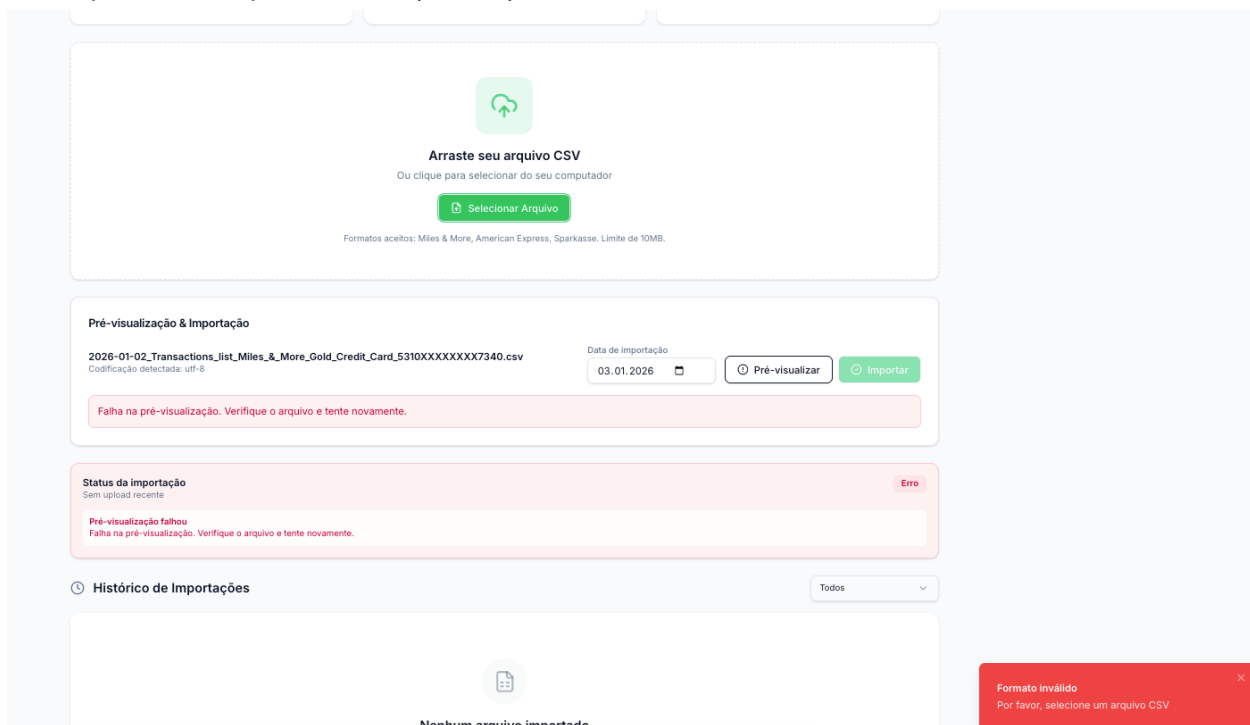 Arraste seu arquivo CSV
Ou clique para selecionar do seu computador
Selecionar Arquivo
Formatos aceitos: Miles & More, American Express, Sparkasse. Limite de 10MB.
Pré-visualização & Importação
2026-01-02_Transactions_list_Miles_&_More_Gold_Credit_Card_5310XXXXXXXX7340.csv
Codificação detectada: utf-8
Data de importação
03.01.2026
Pré-visualizar
Importar
Falha na pré-visualização. Verifique o arquivo e tente novamente.
Status da importação
Sem upload recente
Erro
Pré-visualização falhou
Falha na pré-visualização. Verifique o arquivo e tente novamente.
Histórico de Importações
Todos
Nenhum arquivo importado
Formato inválido
Por favor, selecione um arquivo CSV